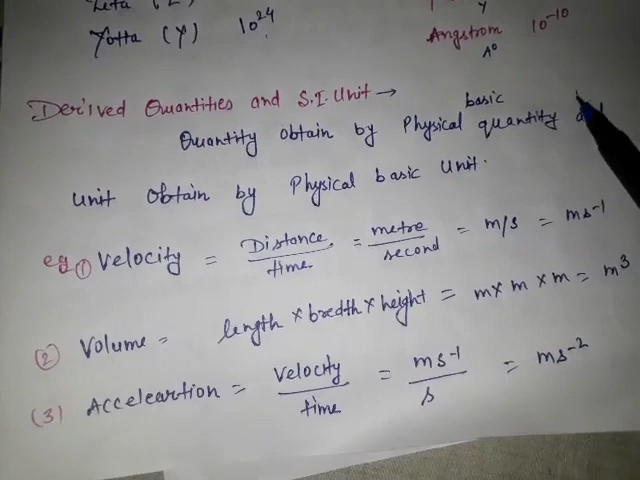 Yotta (Y) 10^24
Angstrom 10^-10
A°
Derived Quantities and S.I. Unit →
basic
Quantity obtain by Physical quantity
Unit obtain by Physical basic Unit.
eg ① Velocity = Distance/time = metre/second = m/s = ms^-1
② Volume = length × bredth × height = m × m × m = m^3
(3) Acceleartion = Velocity/time = ms^-1/s = ms^-2